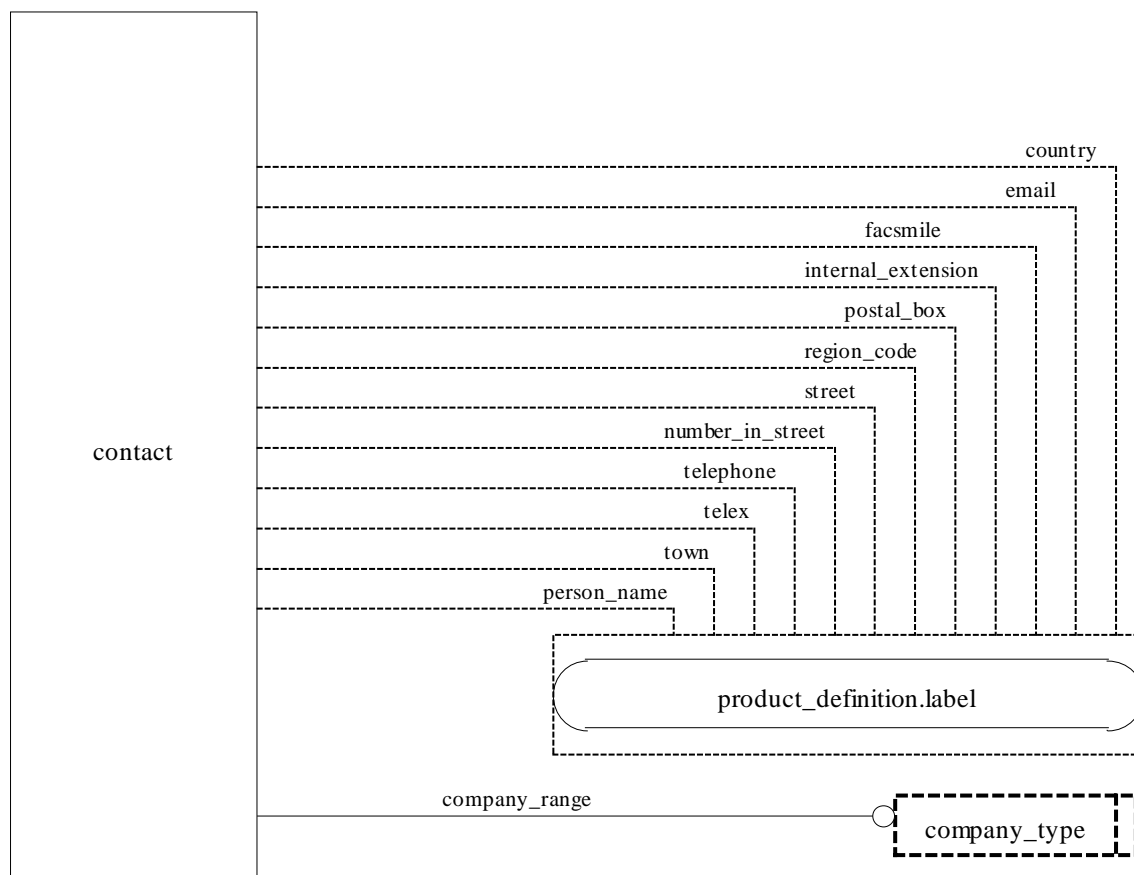 country
email
facsmile
internal_extension
postal_box
region_code
street
number_in_street
contact
telephone
telex
town
person_name
product_definition.label
company_range
company_type